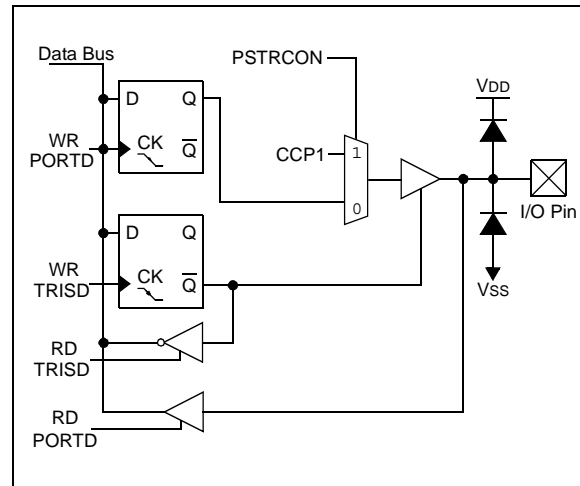 Data Bus
PSTRCON
VDD
D Q
WR
PORTD
CK
Q
CCP1
1
0
I/O Pin
D Q
WR
TRISD
CK
Q
VSS
RD
TRISD
RD
PORTD